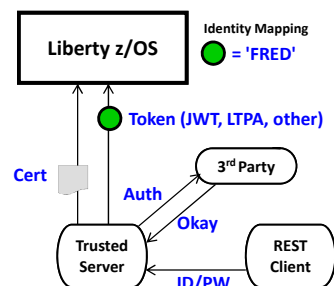 Liberty z/OS
Identity Mapping
= 'FRED'
Token (JWT, LTPA, other)
Cert
3rd Party
Auth
Okay
Trusted
Server
REST
Client
ID/PW